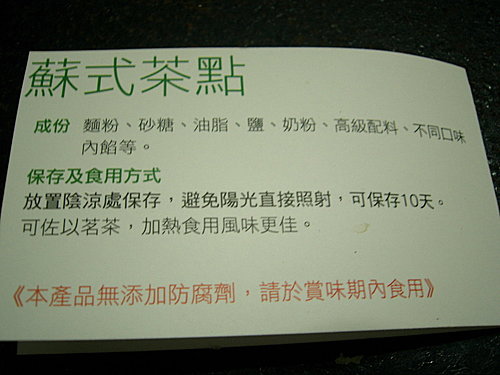 蘇式茶點
成份 麵粉、砂糖、油脂、鹽、奶粉、高級配料、不同口味
內餡等。
保存及食用方式
放置陰涼處保存，避免陽光直接照射，可保存10天。
可佐以茗茶，加熱食用風味更佳。
《本產品無添加防腐劑，請於賞味期內食用》